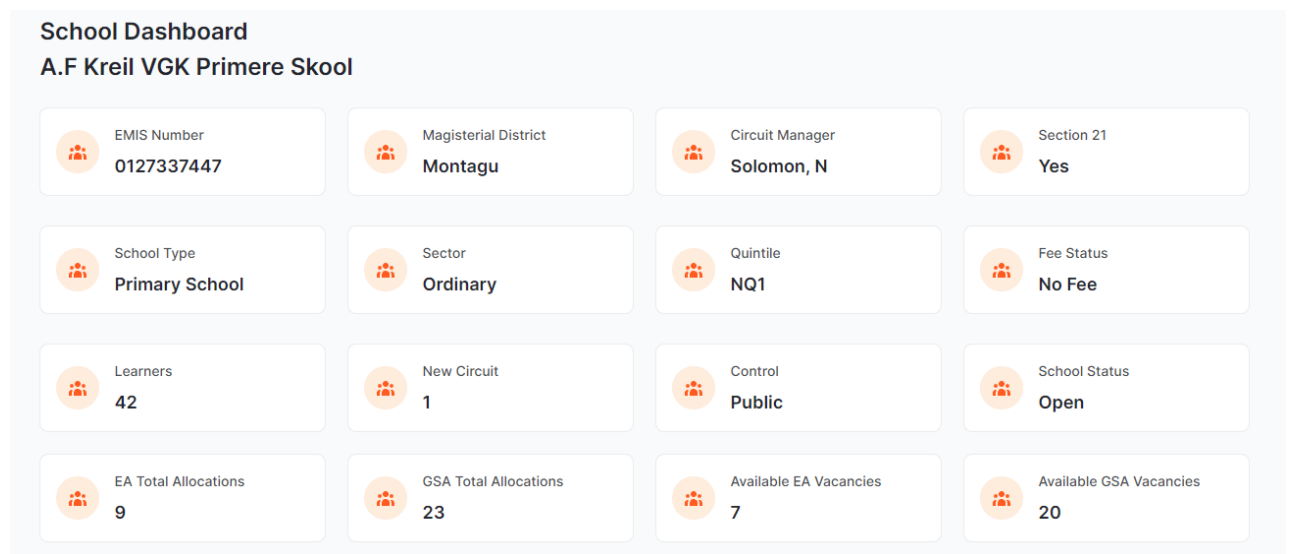 School Dashboard
A.F Kreil VGK Primere Skool
EMIS Number
0127337447
Magisterial District
Montagu
Circuit Manager
Solomon, N
Section 21
Yes
School Type
Primary School
Sector
Ordinary
Quintile
NQ1
Fee Status
No Fee
Learners
42
New Circuit
1
Control
Public
School Status
Open
EA Total Allocations
9
GSA Total Allocations
23
Available EA Vacancies
7
Available GSA Vacancies
20